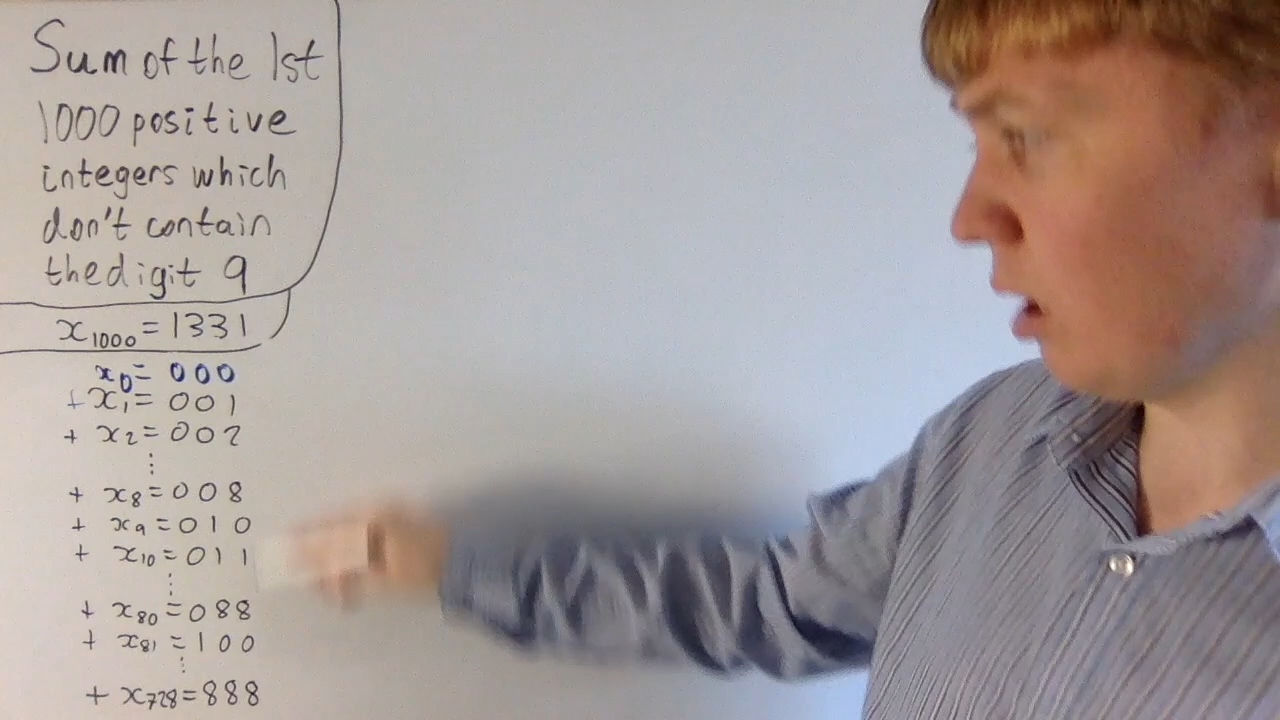 Sum of the 1st
1000 positive
integers which
don't contain
the digit 9
x₁₀₀₀ = 1331
x₀ = 000
+ x₁ = 001
+ x₂ = 002
⋮
+ x₈ = 008
+ x₉ = 010
+ x₁₀ = 011
⋮
+ x₈₀ = 088
+ x₈₁ = 100
⋮
+ x₇₂₈ = 888